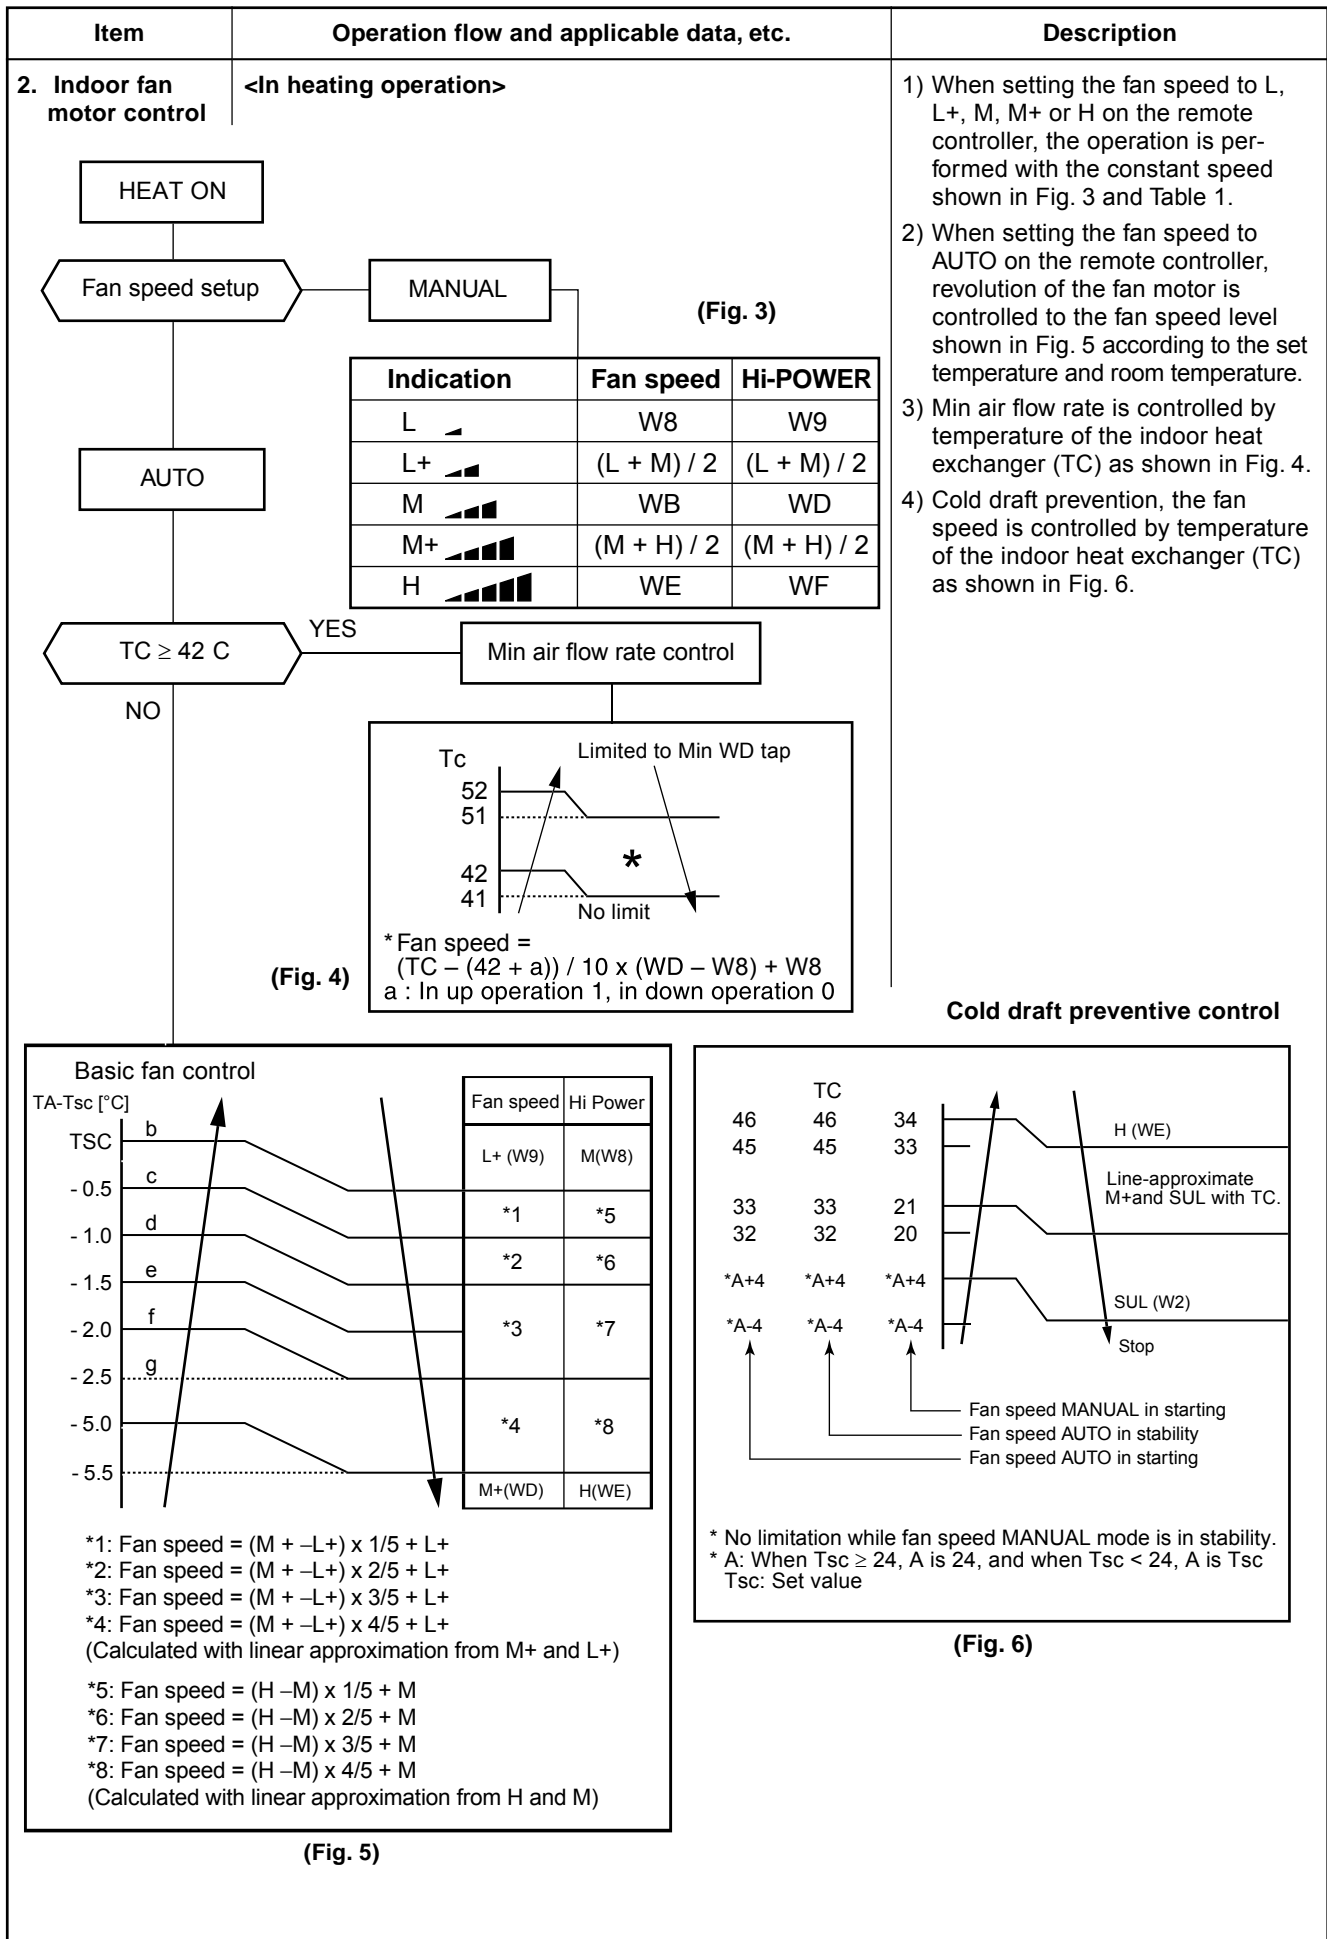 Item
Operation flow and applicable data, etc.
Description
2. Indoor fan
motor control
<In heating operation>
HEAT ON
Fan speed setup
MANUAL
(Fig. 3)
Indication Fan speed Hi-POWER
L W8 W9
L+ (L + M) / 2 (L + M) / 2
M WB WD
M+ (M + H) / 2 (M + H) / 2
H WE WF
AUTO
TC ≥ 42 C
YES
Min air flow rate control
NO
Tc
Limited to Min WD tap
52
51
*
42
41
No limit
* Fan speed =
(TC – (42 + a)) / 10 x (WD – W8) + W8
a : In up operation 1, in down operation 0
(Fig. 4)
1) When setting the fan speed to L,
L+, M, M+ or H on the remote
controller, the operation is per-
formed with the constant speed
shown in Fig. 3 and Table 1.
2) When setting the fan speed to
AUTO on the remote controller,
revolution of the fan motor is
controlled to the fan speed level
shown in Fig. 5 according to the set
temperature and room temperature.
3) Min air flow rate is controlled by
temperature of the indoor heat
exchanger (TC) as shown in Fig. 4.
4) Cold draft prevention, the fan
speed is controlled by temperature
of the indoor heat exchanger (TC)
as shown in Fig. 6.
Basic fan control
TA-Tsc [°C]
Fan speed Hi Power
TSC b
L+ (W9) M(W8)
- 0.5 c
*1 *5
- 1.0 d
*2 *6
- 1.5 e
- 2.0 f
*3 *7
- 2.5 g
- 5.0
*4 *8
- 5.5
M+(WD) H(WE)
*1: Fan speed = (M + –L+) x 1/5 + L+
*2: Fan speed = (M + –L+) x 2/5 + L+
*3: Fan speed = (M + –L+) x 3/5 + L+
*4: Fan speed = (M + –L+) x 4/5 + L+
(Calculated with linear approximation from M+ and L+)
*5: Fan speed = (H –M) x 1/5 + M
*6: Fan speed = (H –M) x 2/5 + M
*7: Fan speed = (H –M) x 3/5 + M
*8: Fan speed = (H –M) x 4/5 + M
(Calculated with linear approximation from H and M)
(Fig. 5)
Cold draft preventive control
TC
46 46 34
H (WE)
45 45 33
Line-approximate
M+and SUL with TC.
33 33 21
32 32 20
*A+4 *A+4 *A+4
SUL (W2)
*A-4 *A-4 *A-4
Stop
Fan speed MANUAL in starting
Fan speed AUTO in stability
Fan speed AUTO in starting
* No limitation while fan speed MANUAL mode is in stability.
* A: When Tsc ≥ 24, A is 24, and when Tsc < 24, A is Tsc
Tsc: Set value
(Fig. 6)